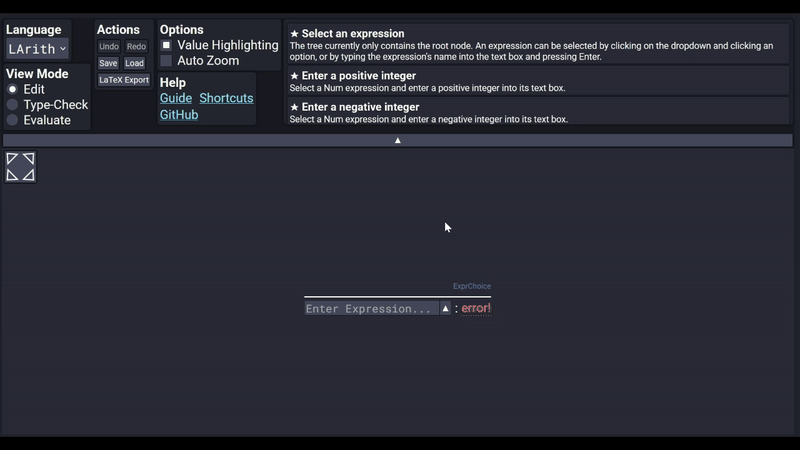 Language
LArith
View Mode
Edit
Type-Check
Evaluate
Actions
Undo Redo
Save Load
LaTeX Export
Options
Value Highlighting
Auto Zoom
Help
Guide Shortcuts
GitHub
★ Select an expression
The tree currently only contains the root node. An expression can be selected by clicking on the dropdown and clicking an
option, or by typing the expression's name into the text box and pressing Enter.
★ Enter a positive integer
Select a Num expression and enter a positive integer into its text box.
★ Enter a negative integer
Select a Num expression and enter a negative integer into its text box.
▲
ExprChoice
Enter Expression... ▲ : error!